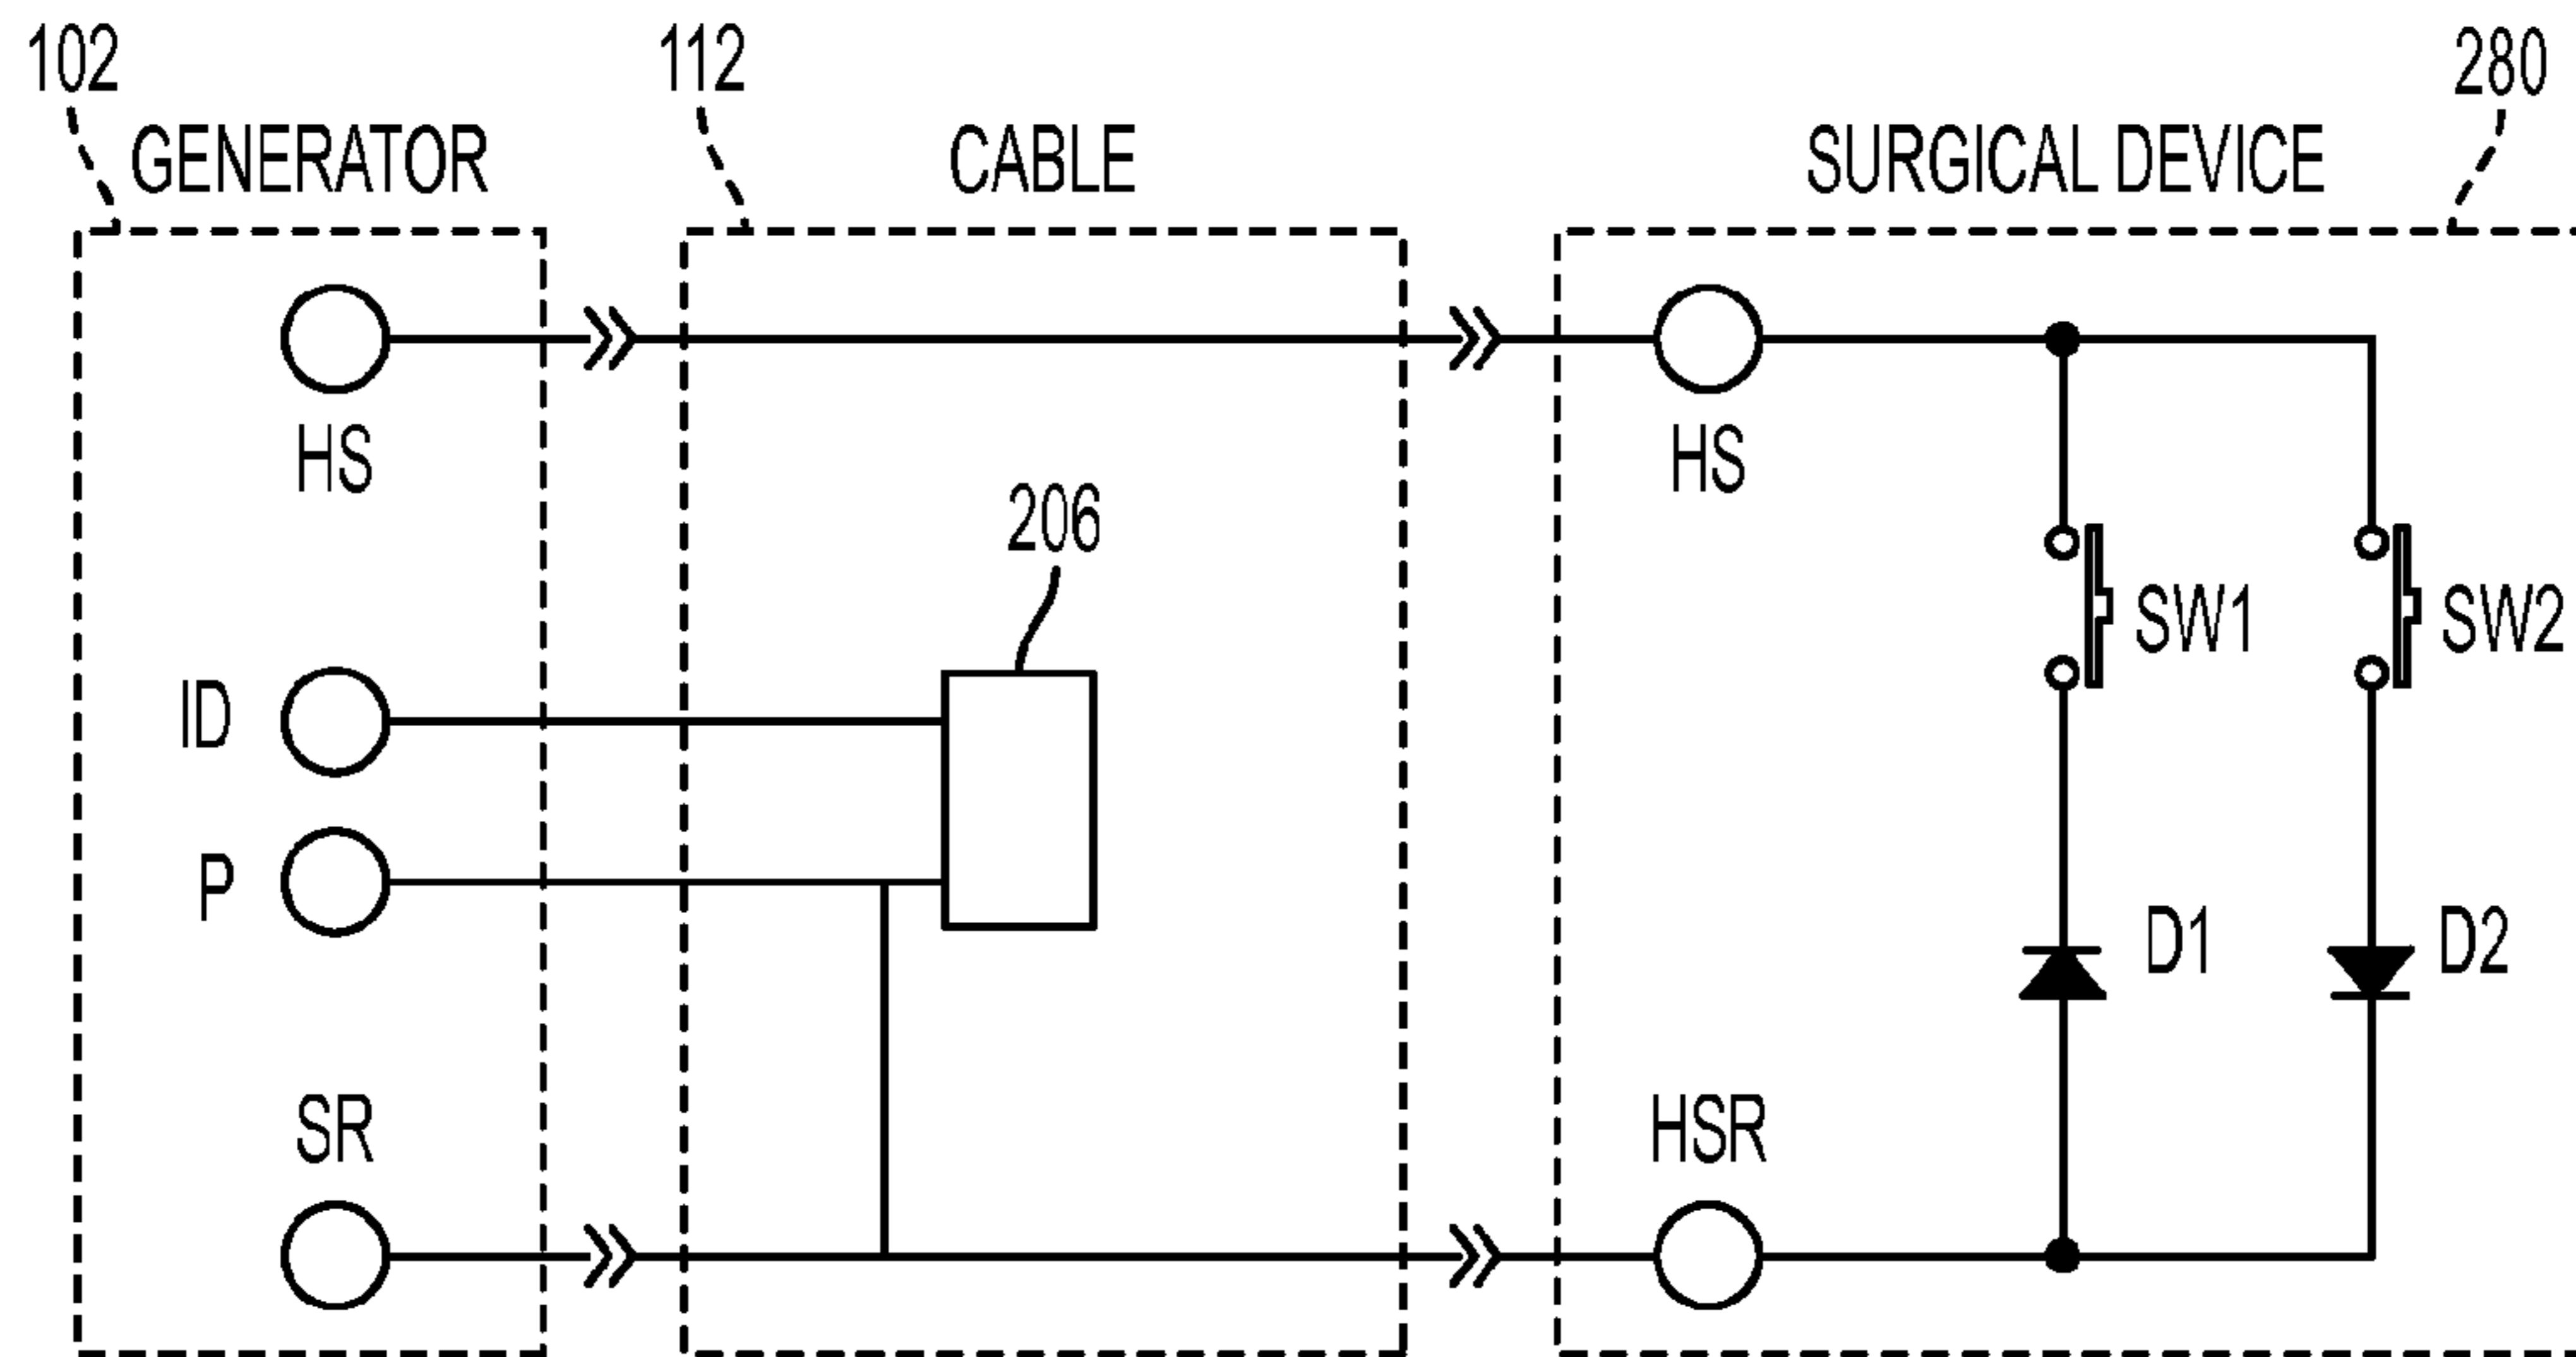 102
112
280
GENERATOR
CABLE
SURGICAL DEVICE
HS
HS
206
SW1
SW2
ID
P
D1
D2
SR
HSR